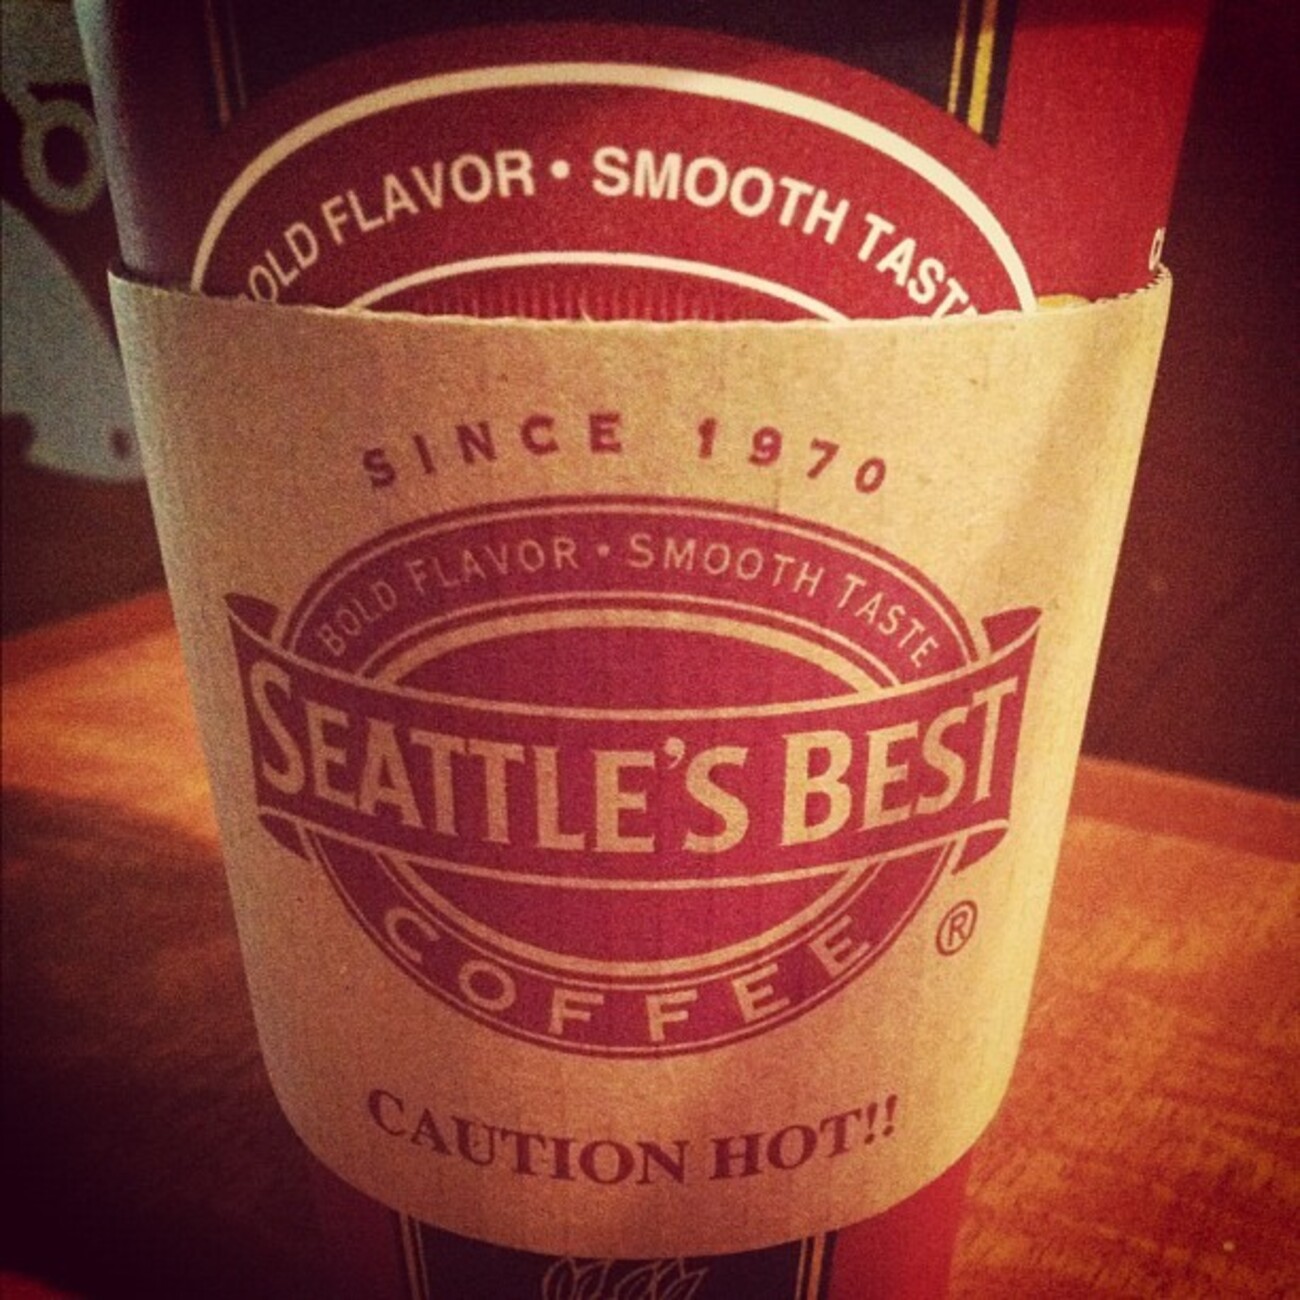 BOLD FLAVOR • SMOOTH TASTE
SINCE 1970
BOLD FLAVOR • SMOOTH TASTE
SEATTLE'S BEST
COFFEE
®
CAUTION HOT!!